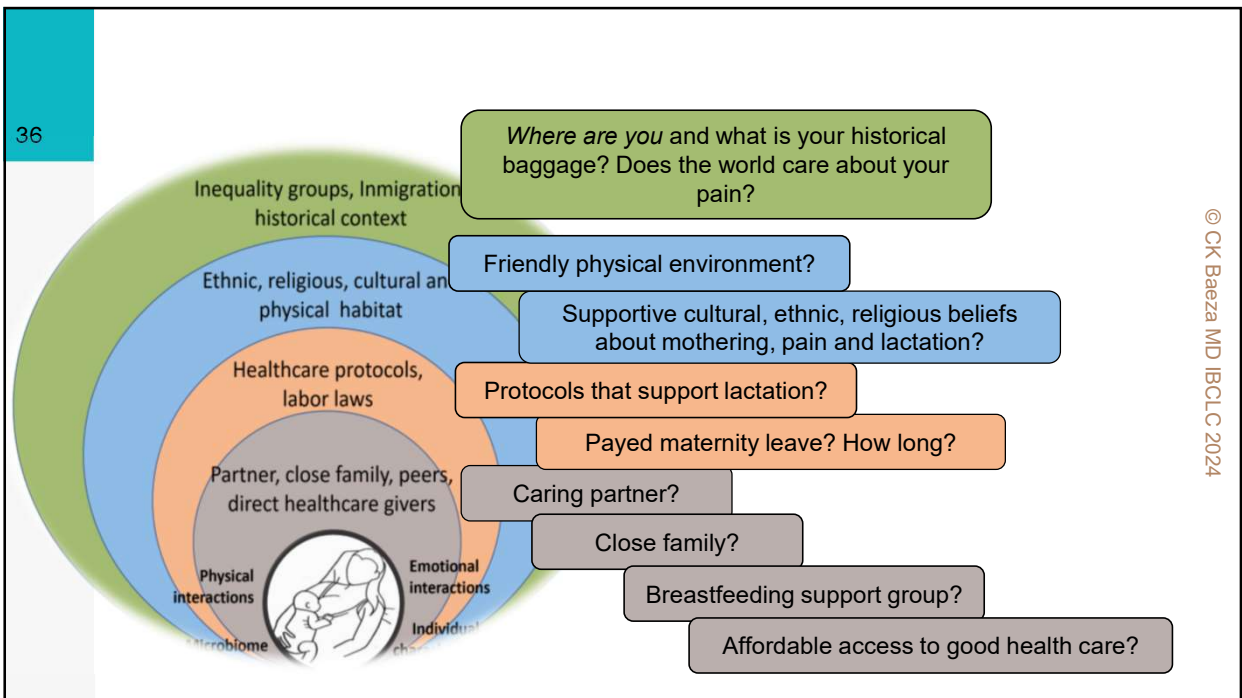 36
Where are you and what is your historical
baggage? Does the world care about your
pain?
Inequality groups, Inmigration
historical context
Friendly physical environment?
Ethnic, religious, cultural an
physical habitat
Supportive cultural, ethnic, religious beliefs
about mothering, pain and lactation?
Healthcare protocols,
labor laws
Protocols that support lactation?
Payed maternity leave? How long?
Partner, close family, peers,
direct healthcare givers
Caring partner?
Close family?
Physical
interactions
Emotional
interactions
Breastfeeding support group?
Microbiome
Individual
Affordable access to good health care?
© CK Baeza MD IBCLC 2024